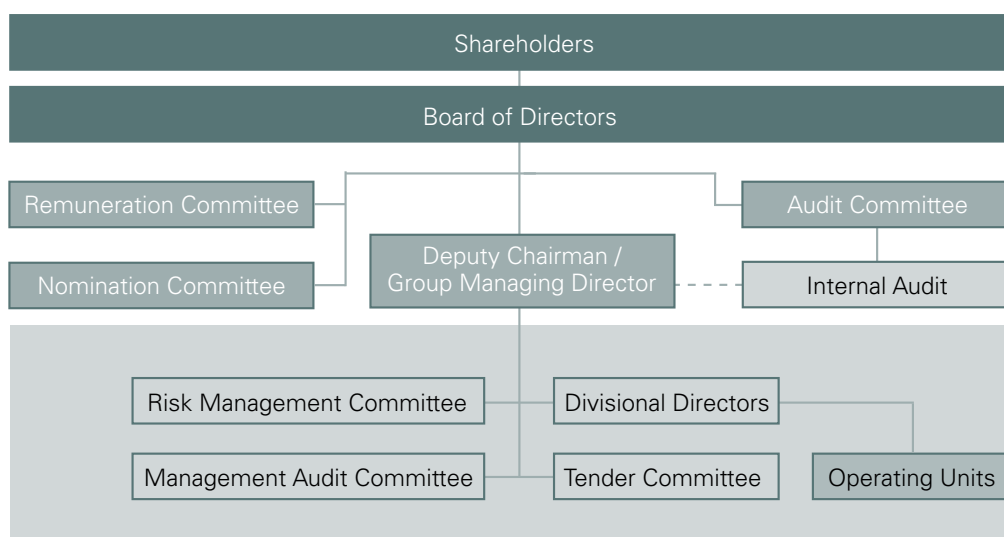 Shareholders
Board of Directors
Remuneration Committee
Audit Committee
Deputy Chairman /
Group Managing Director
Nomination Committee
Internal Audit
Risk Management Committee
Divisional Directors
Management Audit Committee
Tender Committee
Operating Units